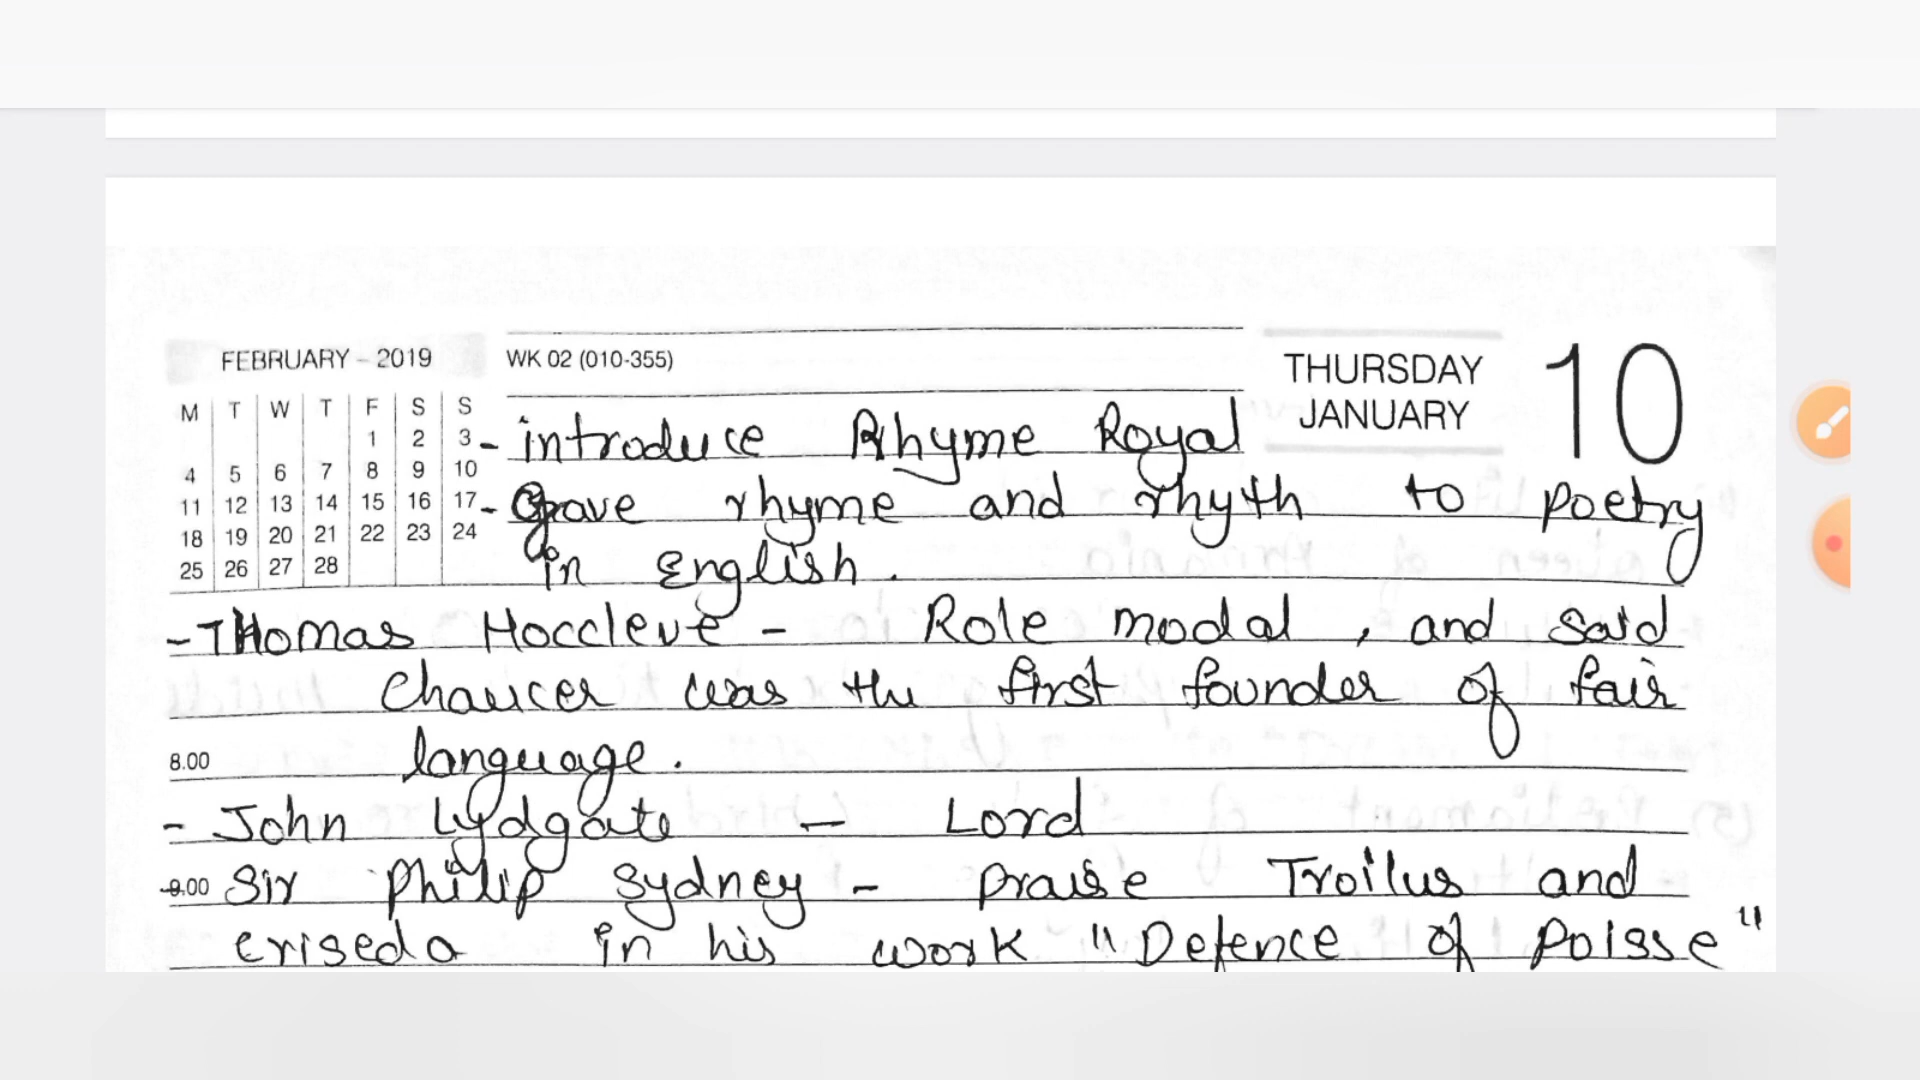 FEBRUARY - 2019
WK 02 (010-355)
THURSDAY
JANUARY
10
M T W T F S S
1 2 3
4 5 6 7 8 9 10
11 12 13 14 15 16 17
18 19 20 21 22 23 24
25 26 27 28
- introduce Rhyme Royal
- Gave rhyme and rhyth to poetry
in English.
- THomas Hoccleve - Role modal, and said
Chaucer was the first founder of fair
8.00 language.
- John Lydgate - Lord
- 9.00 Sir Philip Sydney - praise Troilus and
criseda in his work "Defence of Poisse"